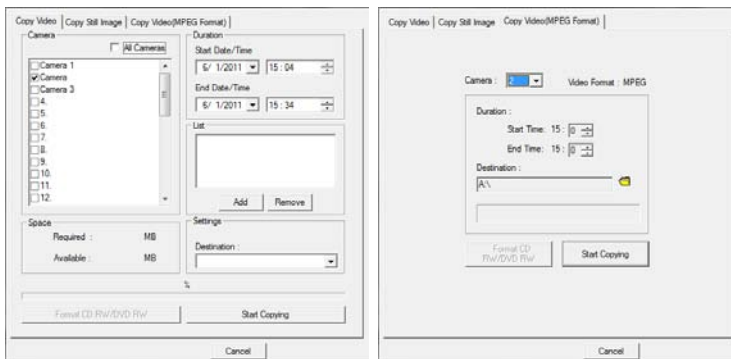 Copy Video Copy Still Image Copy Video(MPEG Format)
Camera
All Cameras
Camera 1
Camera
Camera 3
4.
5.
6.
7.
8.
9.
10.
11.
12.
Duration
Start Date/Time
6/ 1/2011 15 : 04
End Date/Time
6/ 1/2011 15 : 34
List
Add Remove
Space
Required : MB
Available : MB
Settings
Destination :
%
Format CD RW/DVD RW Start Copying
Cancel
Copy Video Copy Still Image Copy Video(MPEG Format)
Camera : 2 Video Format : MPEG
Duration :
Start Time: 15 : 0
End Time: 15 : 0
Destination :
A:\
Format CD
RW/DVD RW
Start Copying
Cancel